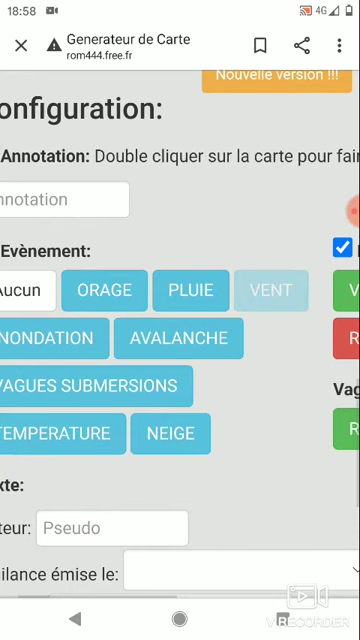 18:58 4G
Generateur de Carte
rom444.free.fr
Nouvelle version !!!
onfiguration:
Annotation: Double cliquer sur la carte pour fai
nnotation
Evènement:
Aucun ORAGE PLUIE VENT V
NONDATION AVALANCHE R
VAGUES SUBMERSIONS Vag
TEMPERATURE NEIGE R
xte:
teur: Pseudo
ilance émise le:
RECORDER